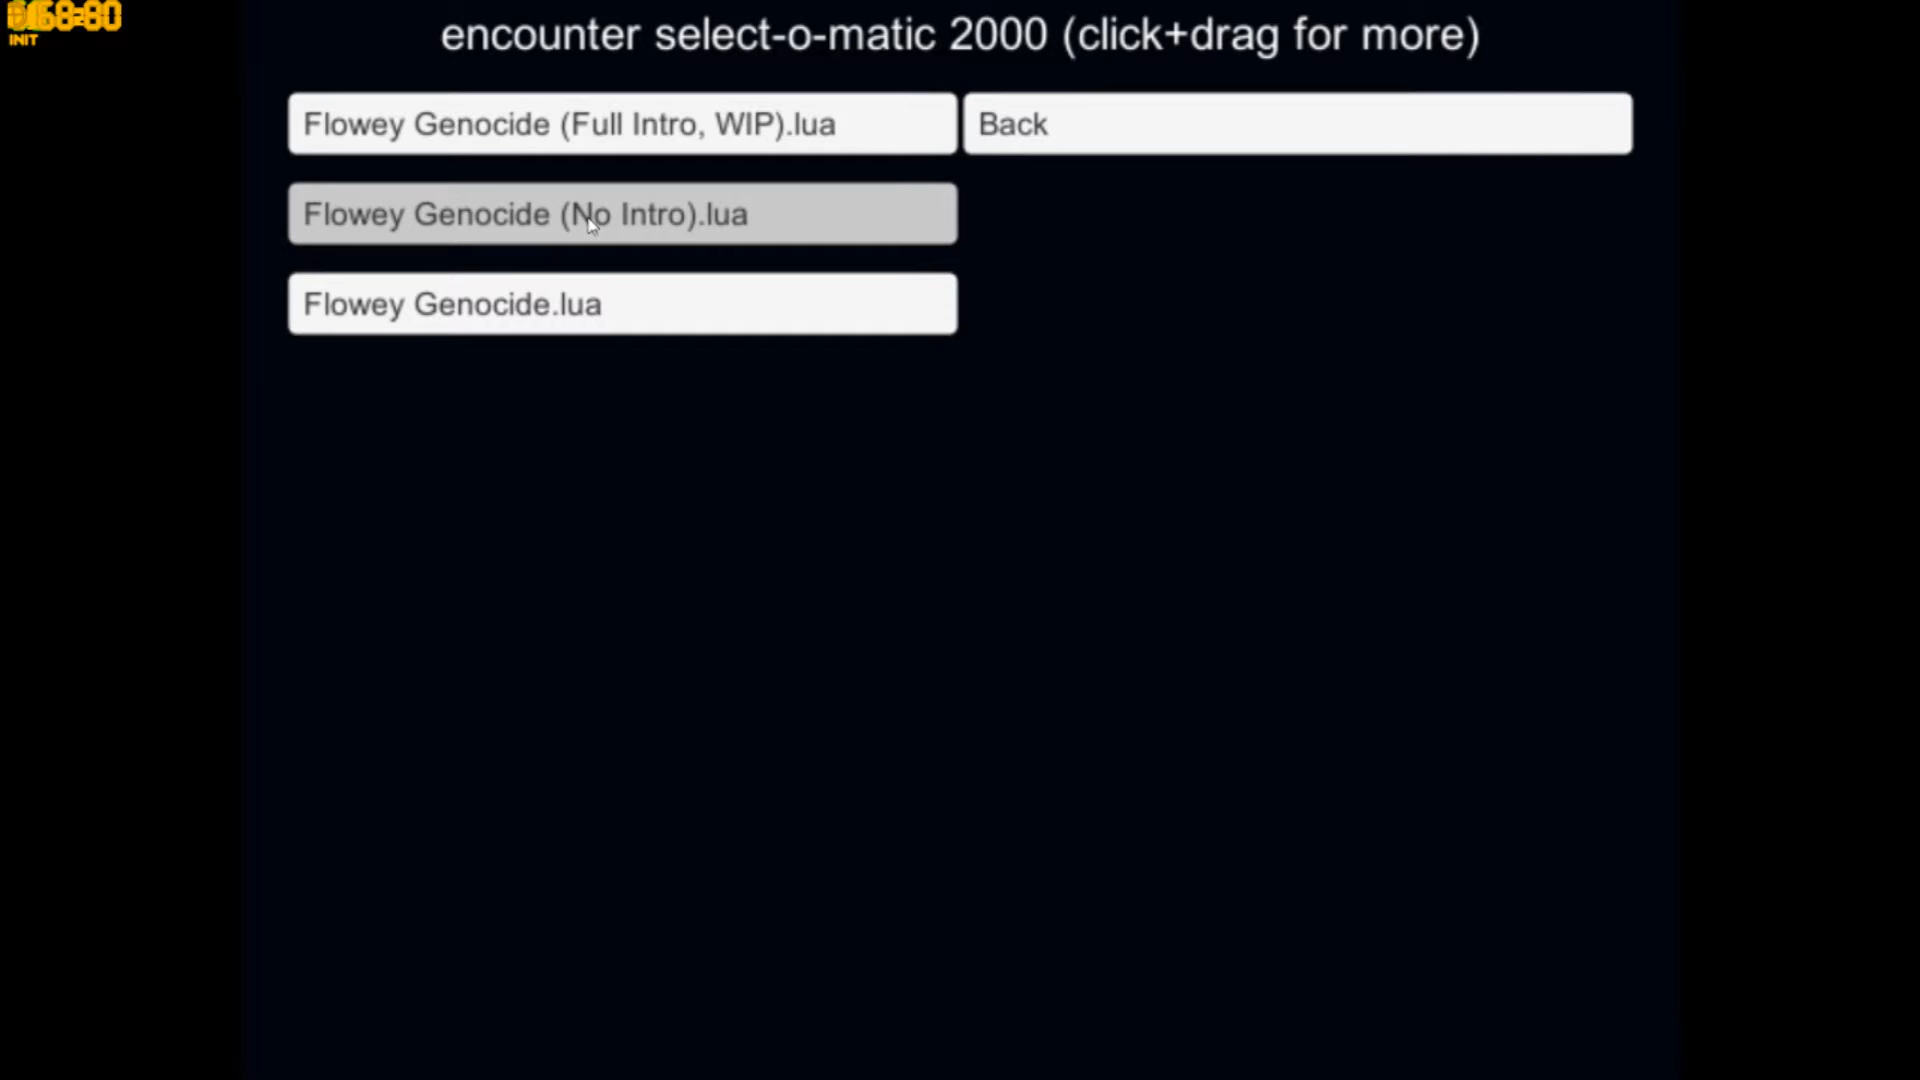 INIT
encounter select-o-matic 2000 (click+drag for more)
Flowey Genocide (Full Intro, WIP).lua
Back
Flowey Genocide (No Intro).lua
Flowey Genocide.lua